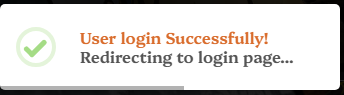 User login Successfully!
Redirecting to login page...